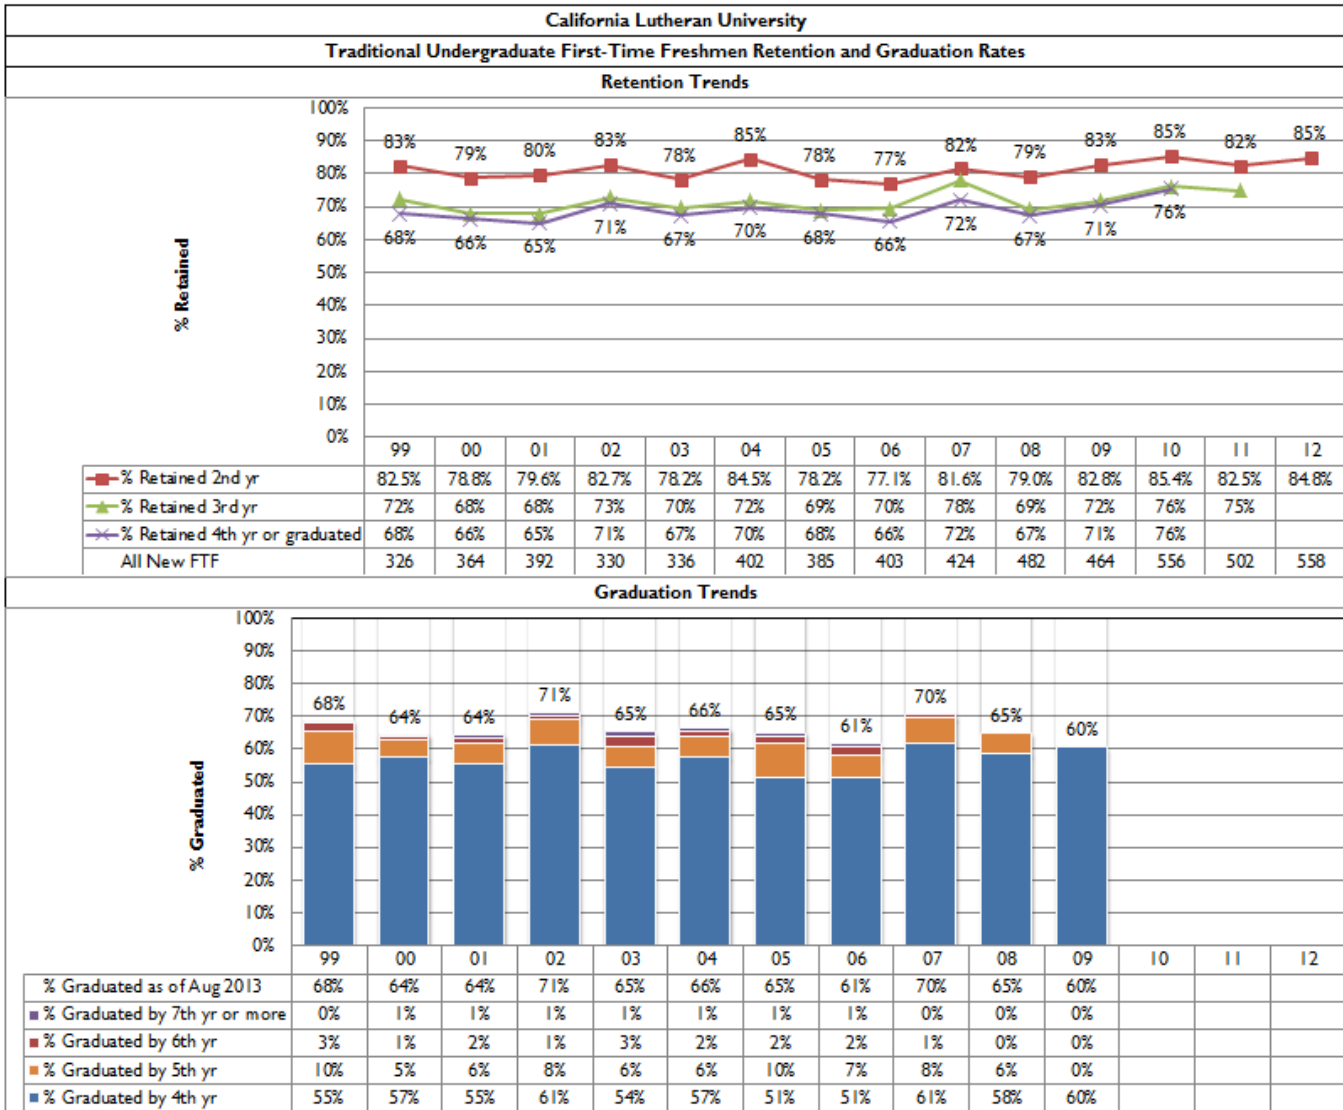 California Lutheran University
Traditional Undergraduate First-Time Freshmen Retention and Graduation Rates
Retention Trends
100%
90%
80%
70%
60%
50%
40%
30%
20%
10%
0%
% Retained
83% 79% 80% 83% 78% 85% 78% 77% 82% 79% 83% 85% 82% 85%
68% 66% 65% 71% 67% 70% 68% 66% 72% 67% 71% 76%
99 00 01 02 03 04 05 06 07 08 09 10 11 12
% Retained 2nd yr 82.5% 78.8% 79.6% 82.7% 78.2% 84.5% 78.2% 77.1% 81.6% 79.0% 82.8% 85.4% 82.5% 84.8%
% Retained 3rd yr 72% 68% 68% 73% 70% 72% 69% 70% 78% 69% 72% 76% 75%
% Retained 4th yr or graduated 68% 66% 65% 71% 67% 70% 68% 66% 72% 67% 71% 76%
All New FTF 326 364 392 330 336 402 385 403 424 482 464 556 502 558
Graduation Trends
100%
90%
80%
70%
60%
50%
40%
30%
20%
10%
0%
% Graduated
68% 64% 64% 71% 65% 66% 65% 61% 70% 65% 60%
99 00 01 02 03 04 05 06 07 08 09 10 11 12
% Graduated as of Aug 2013 68% 64% 64% 71% 65% 66% 65% 61% 70% 65% 60%
% Graduated by 7th yr or more 0% 1% 1% 1% 1% 1% 1% 1% 0% 0% 0%
% Graduated by 6th yr 3% 1% 2% 1% 3% 2% 2% 2% 1% 0% 0%
% Graduated by 5th yr 10% 5% 6% 8% 6% 6% 10% 7% 8% 6% 0%
% Graduated by 4th yr 55% 57% 55% 61% 54% 57% 51% 51% 61% 58% 60%